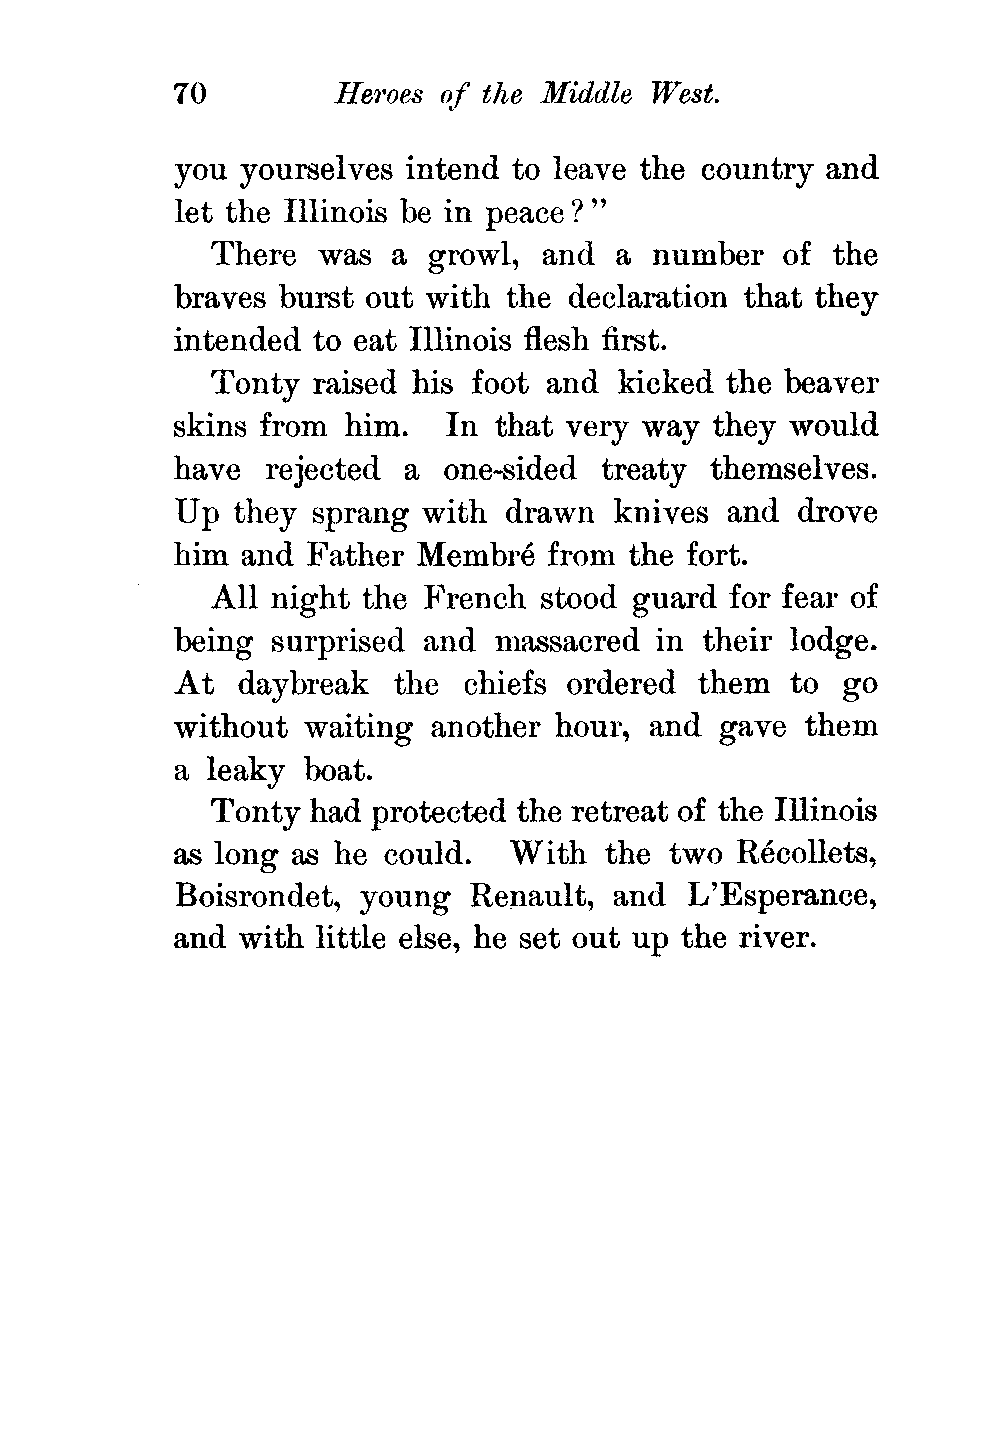 70 Heroes of the Middle West.
you yourselves intend to leave the country and
let the Illinois be in peace?"
There was a growl, and a number of the
braves burst out with the declaration that they
intended to eat Illinois flesh first.
Tonty raised his foot and kicked the beaver
skins from him. In that very way they would
have rejected a one-sided treaty themselves.
Up they sprang with drawn knives and drove
him and Father Membré from the fort.
All night the French stood guard for fear of
being surprised and massacred in their lodge.
At daybreak the chiefs ordered them to go
without waiting another hour, and gave them
a leaky boat.
Tonty had protected the retreat of the Illinois
as long as he could. With the two Récollets,
Boisrondet, young Renault, and L'Esperance,
and with little else, he set out up the river.